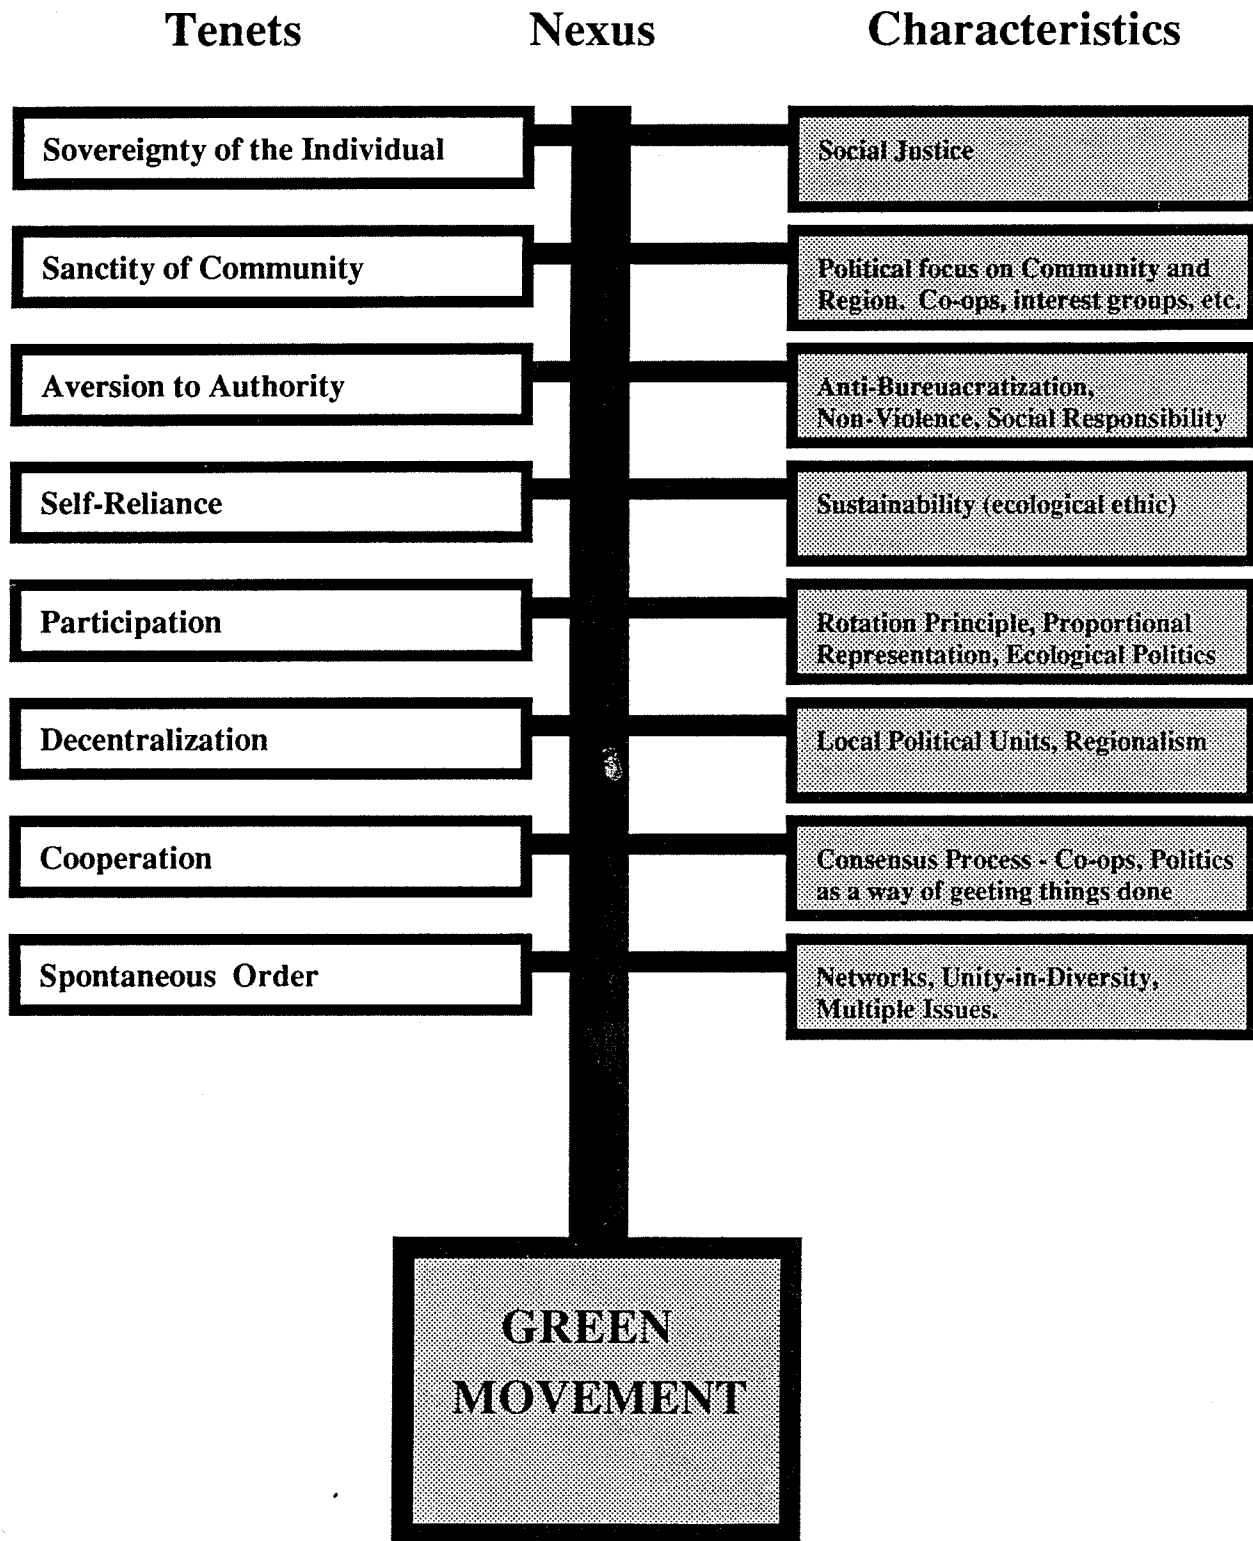 Tenets Nexus Characteristics
Sovereignty of the Individual
Social Justice
Sanctity of Community
Political focus on Community and
Region. Co-ops, interest groups, etc.
Aversion to Authority
Anti-Bureuacratization,
Non-Violence, Social Responsibility
Self-Reliance
Sustainability (ecological ethic)
Participation
Rotation Principle, Proportional
Representation, Ecological Politics
Decentralization
Local Political Units, Regionalism
Cooperation
Consensus Process - Co-ops, Politics
as a way of geeting things done
Spontaneous Order
Networks, Unity-in-Diversity,
Multiple Issues.
GREEN
MOVEMENT